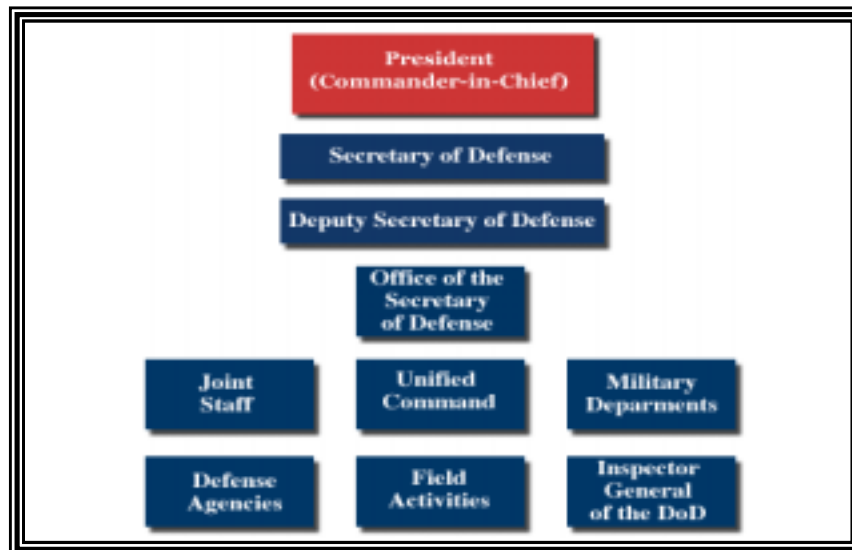 President
(Commander-in-Chief)
Secretary of Defense
Deputy Secretary of Defense
Office of the
Secretary
of Defense
Joint
Staff
Unified
Command
Military
Deparments
Defense
Agencies
Field
Activities
Inspector
General
of the DoD